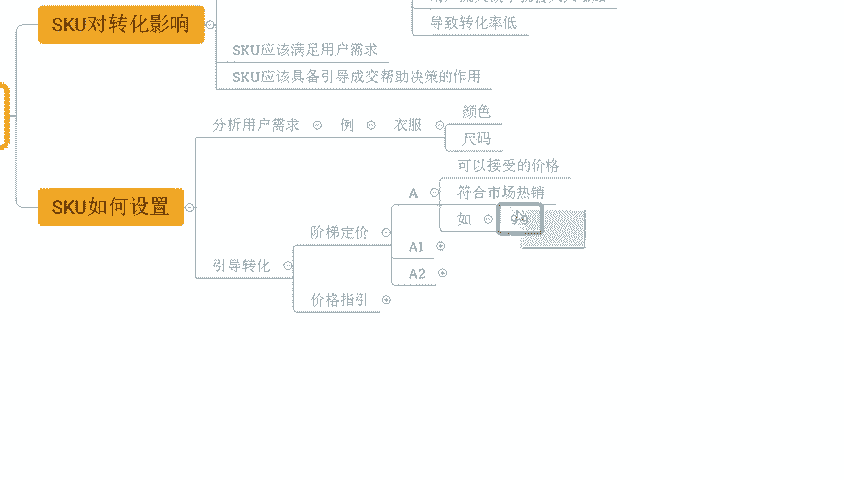 SKU对转化影响
导致转化率低
SKU应该满足用户需求
SKU应该具备引导成交帮助决策的作用
分析用户需求
例
衣服
颜色
尺码
SKU如何设置
可以接受的价格
A
符合市场热销
如
阶梯定价
A1
引导转化
A2
价格指引